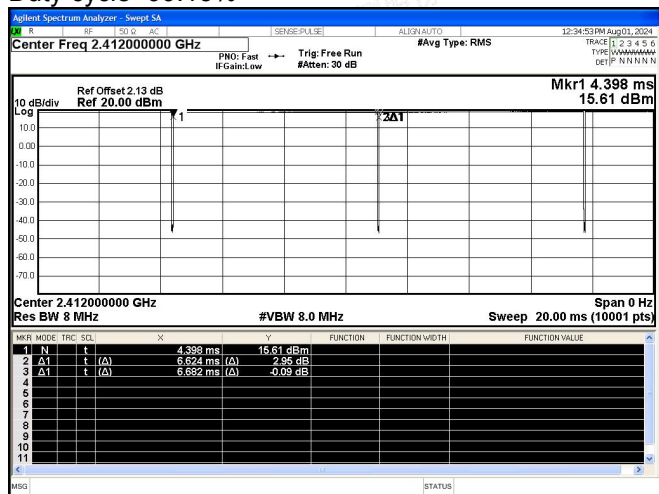 Agilent Spectrum Analyzer - Swept SA
R RF 50 Ω AC SENSE:PULSE ALIGN AUTO 12:34:53 PM Aug 01, 2024
Center Freq 2.412000000 GHz #Avg Type: RMS TRACE 1 2 3 4 5 6
PNO: Fast Trig: Free Run TYPE
IFGain:Low #Atten: 30 dB DET P N N N N N
Mkr1 4.398 ms
Ref Offset 2.13 dB
10 dB/div Ref 20.00 dBm 15.61 dBm
Log
1 2Δ1
10.0
0.00
-10.0
-20.0
-30.0
-40.0
-50.0
-60.0
-70.0
Center 2.412000000 GHz Span 0 Hz
Res BW 8 MHz #VBW 8.0 MHz Sweep 20.00 ms (10001 pts)
MKR MODE TRC SCL X Y FUNCTION FUNCTION WIDTH FUNCTION VALUE
1 N t 4.398 ms 15.61 dBm
2 Δ1 t (Δ) 6.624 ms (Δ) 2.95 dB
3 Δ1 t (Δ) 6.682 ms (Δ) -0.09 dB
4
5
6
7
8
9
10
11
MSG STATUS